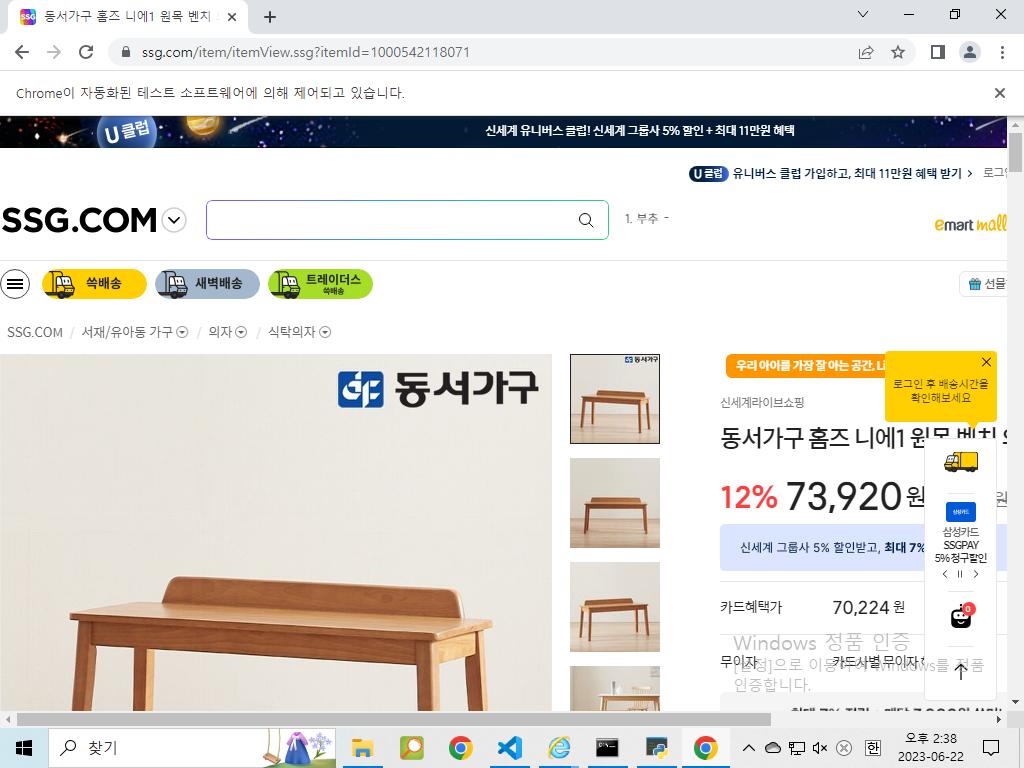 동서가구 홈즈 니에1 원목 벤치
ssg.com/item/itemView.ssg?itemId=1000542118071
Chrome이 자동화된 테스트 소프트웨어에 의해 제어되고 있습니다.
U클럽
신세계 유니버스 클럽! 신세계 그룹사 5% 할인 + 최대 11만원 혜택
U 클럽 유니버스 클럽 가입하고, 최대 11만원 혜택 받기
SSG.COM
1. 부추 -
emart mall
쓱배송
새벽배송
트레이더스
쓱배송
선물
SSG.COM / 서재/유아동 가구 / 의자 / 식탁의자
동서가구
동서가구
우리 아이를 가장 잘 아는 공간,
로그인 후 배송시간을
확인해보세요
신세계라이브쇼핑
동서가구 홈즈 니에1 원목 벤치
12% 73,920원
원
삼성카드
삼성카드
SSGPAY
5% 청구할인
신세계 그룹사 5% 할인받고, 최대 7%
카드혜택가 70,224 원
0
무이자 카드사별 무이자
Windows 정품 인증
[설정]으로 이동하여 Windows를 정품
인증합니다.
찾기
한
오후 2:38
2023-06-22